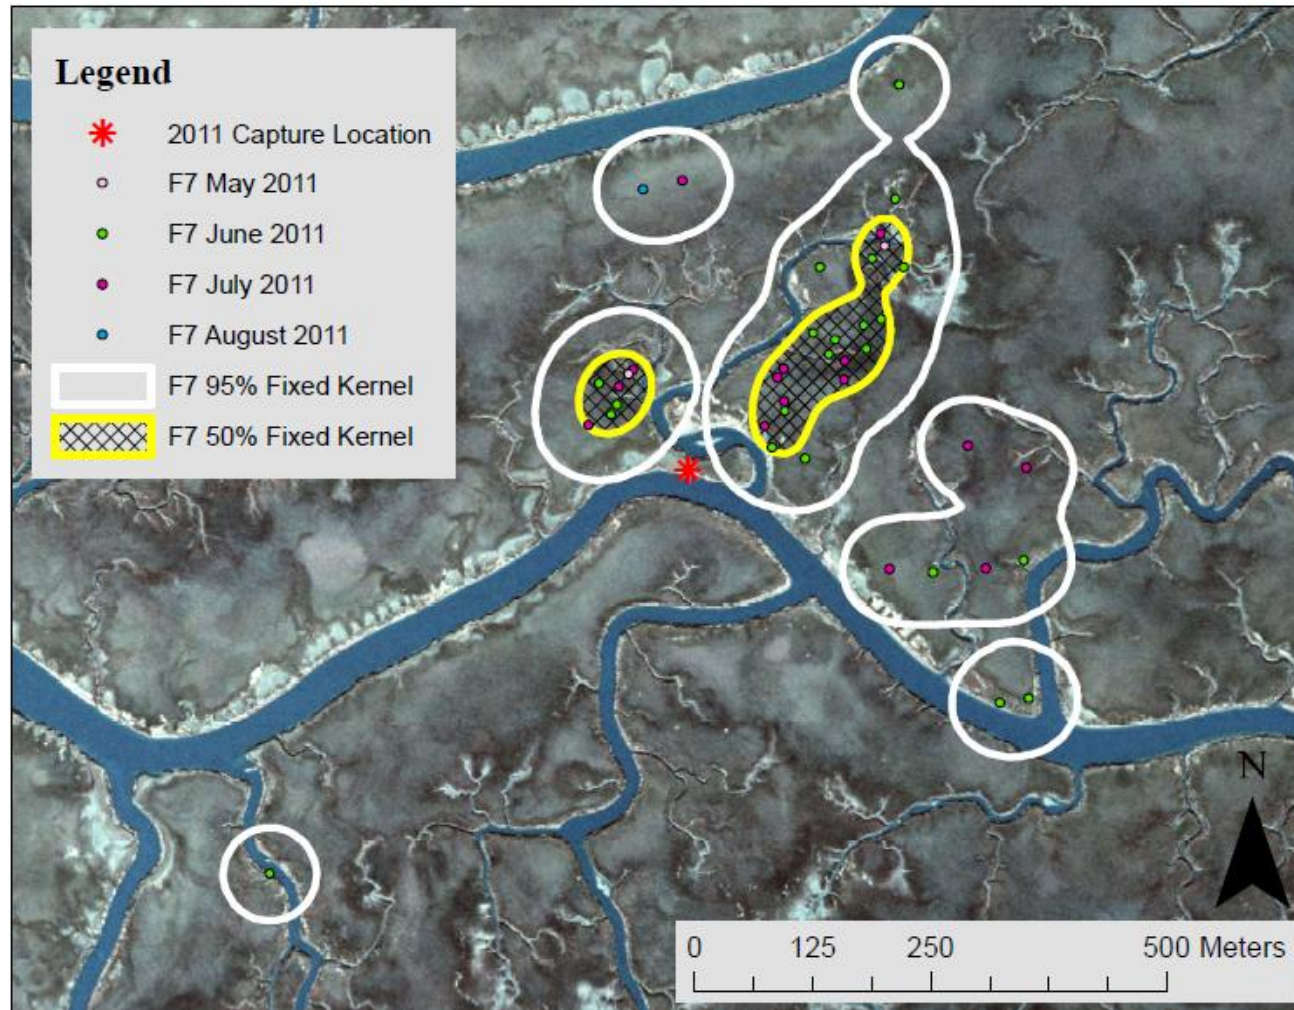 Legend
2011 Capture Location
F7 May 2011
F7 June 2011
F7 July 2011
F7 August 2011
F7 95% Fixed Kernel
F7 50% Fixed Kernel
N
0 125 250 500 Meters